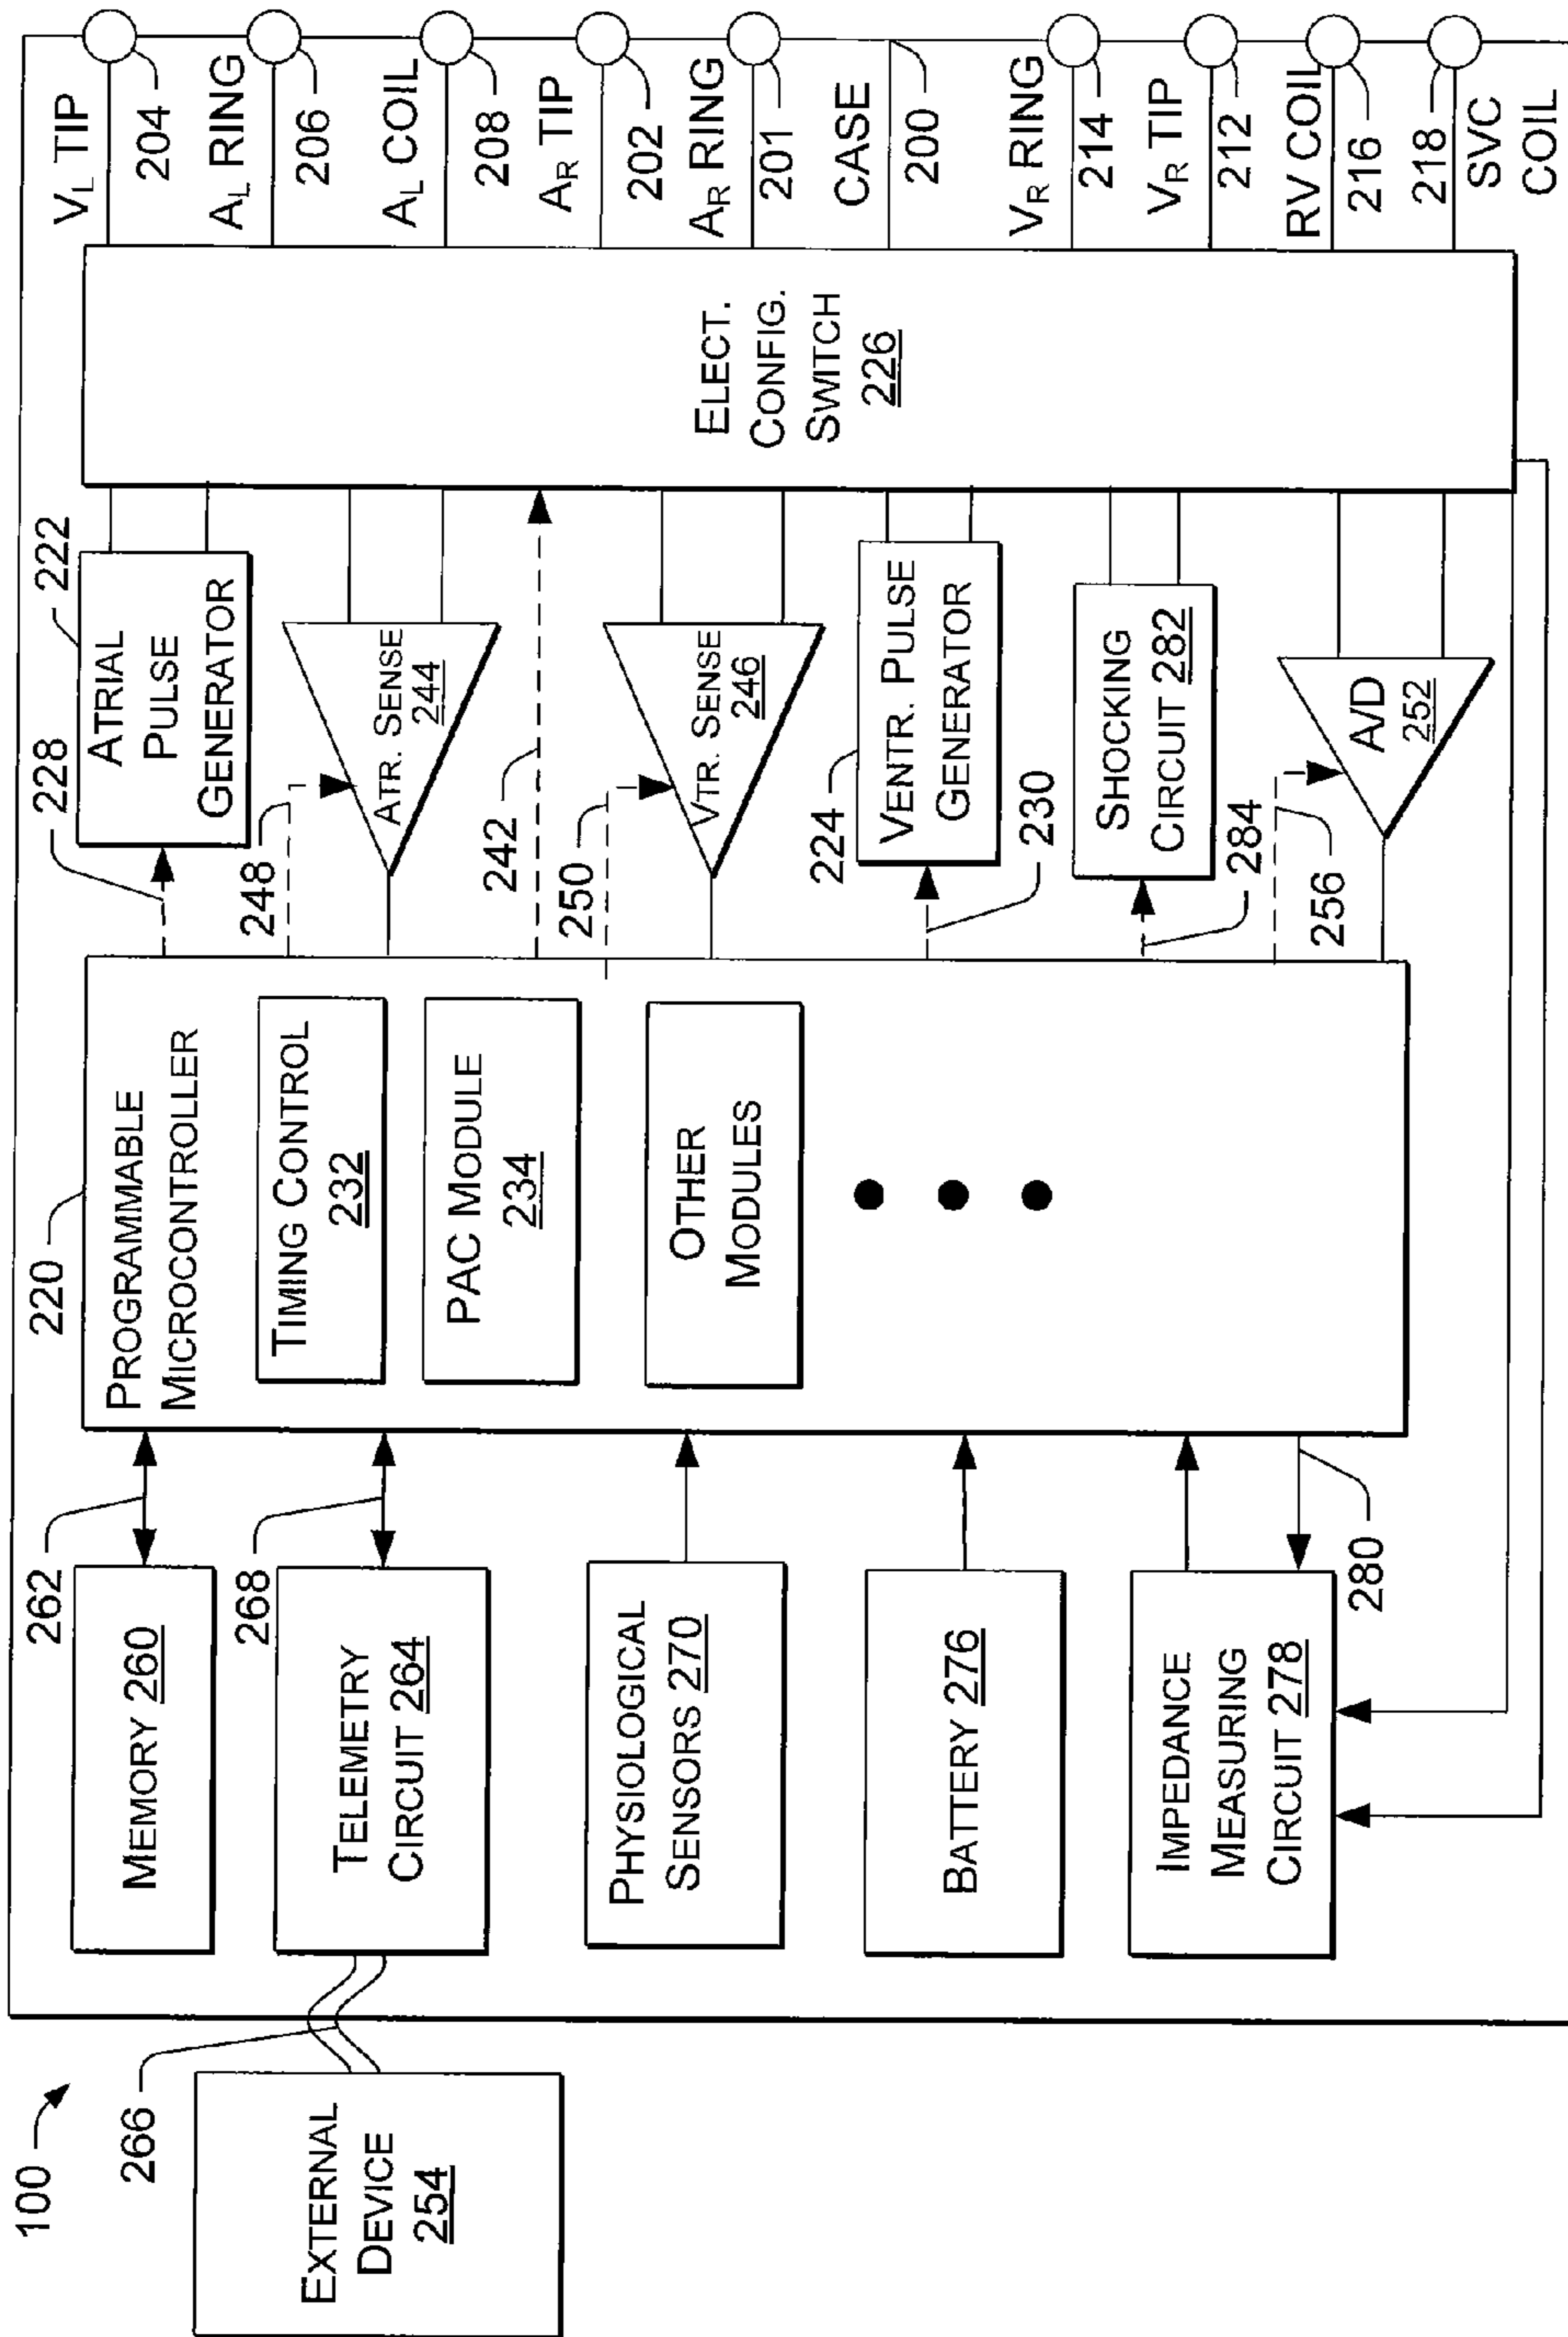 100
EXTERNAL
DEVICE
254
266
MEMORY 260
262
TELEMETRY
CIRCUIT 264
268
PHYSIOLOGICAL
SENSORS 270
BATTERY 276
IMPEDANCE
MEASURING
CIRCUIT 278
280
220
PROGRAMMABLE
MICROCONTROLLER
TIMING CONTROL
232
PAC MODULE
234
OTHER
MODULES
228
222
ATRIAL
PULSE
GENERATOR
248
ATR. SENSE
244
242
250
VTR. SENSE
246
224
VENTR. PULSE
GENERATOR
230
SHOCKING
CIRCUIT 282
284
256
A/D
252
ELECT.
CONFIG.
SWITCH
226
VL TIP
204
AL RING
206
AL COIL
208
AR TIP
202
AR RING
201
CASE
200
VR RING
214
VR TIP
212
RV COIL
216
218
SVC
COIL